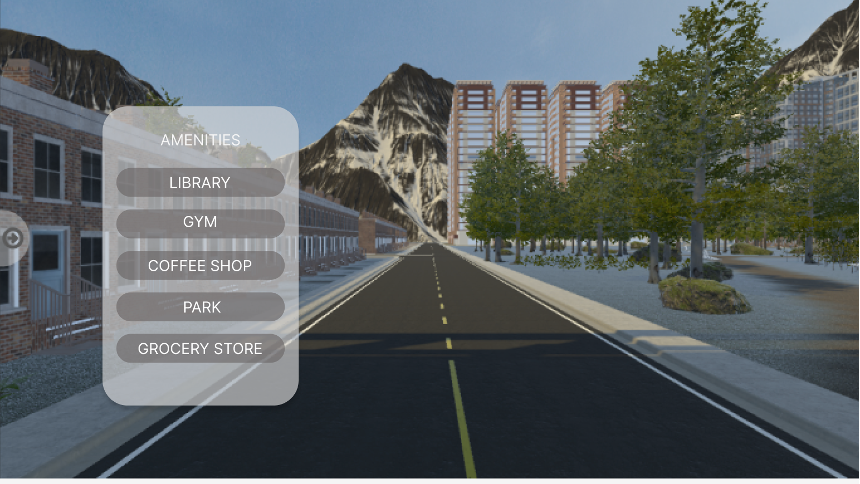 AMENITIES
LIBRARY
GYM
COFFEE SHOP
PARK
GROCERY STORE